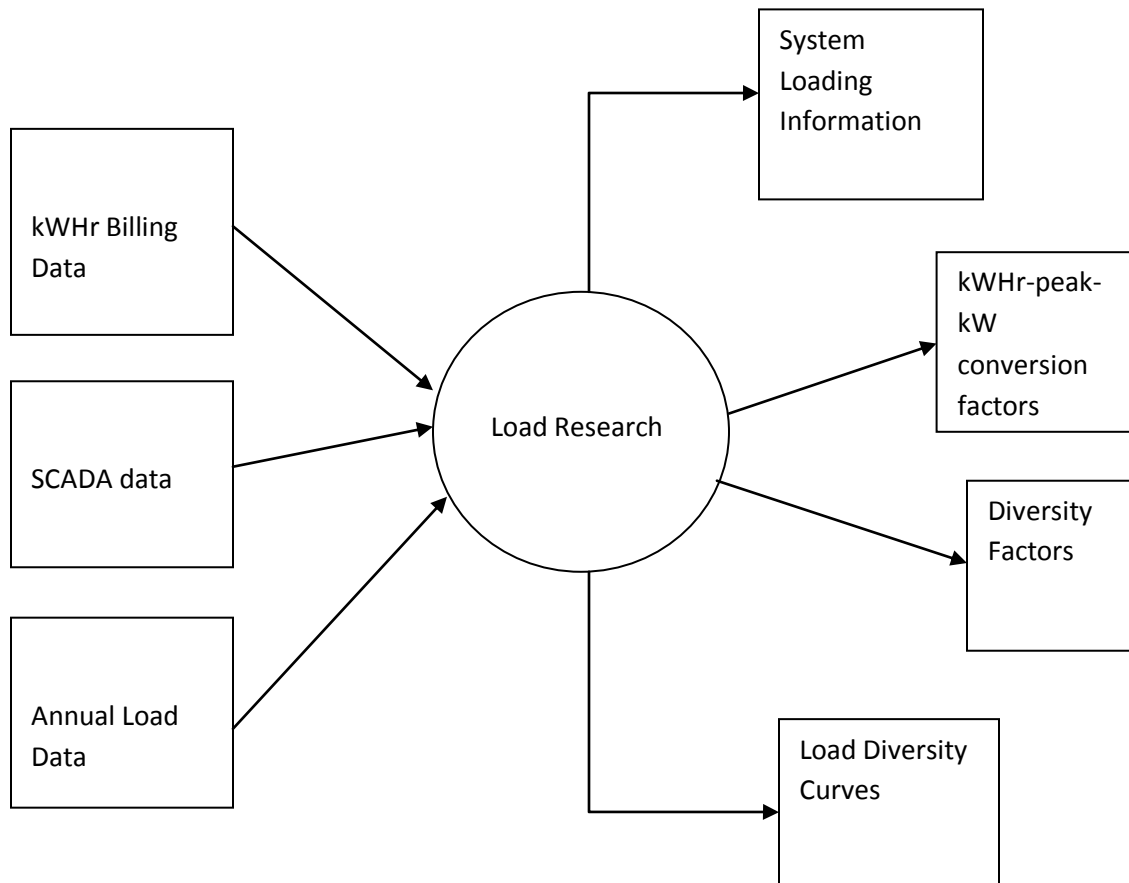 System
Loading
Information
kWHr Billing
Data
kWHr-peak-
kW
conversion
factors
Load Research
SCADA data
Diversity
Factors
Annual Load
Data
Load Diversity
Curves